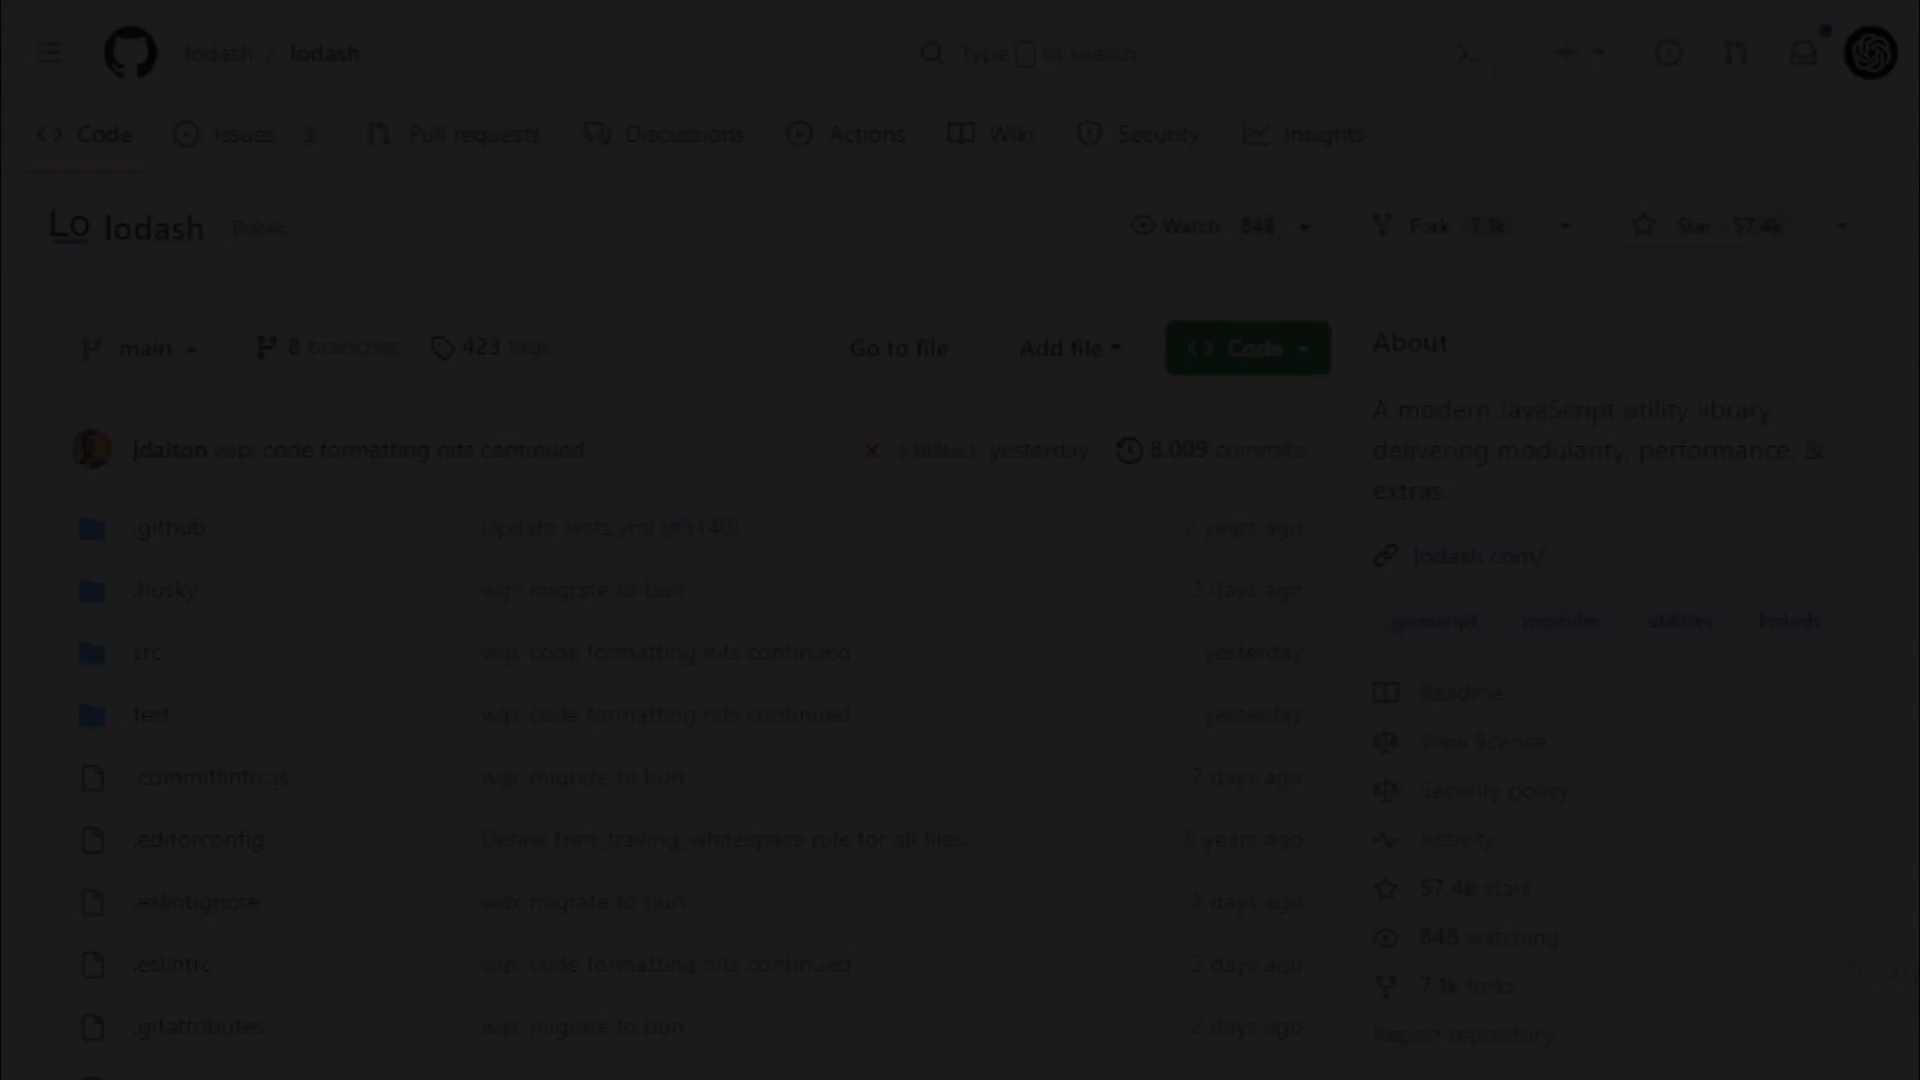 lodash / lodash
Type / to search
Code
Issues 3
Pull requests
Discussions
Actions
Wiki
Security
Insights
Lo lodash Public
Watch 848
Fork 7.1k
Star 57.4k
main
8 branches
423 tags
Go to file
Add file
Code
jdalton wip: code formatting nits continued
yesterday
8,009 commits
.github Update tests.yml (#5140) 2 years ago
.husky wip: migrate to bun 2 days ago
src wip: code formatting nits continued yesterday
test wip: code formatting nits continued yesterday
.commitlintrc.js wip: migrate to bun 2 days ago
.editorconfig Define trim_trailing_whitespace rule for all files. 8 years ago
.eslintignore wip: migrate to bun 2 days ago
.eslintrc wip: code formatting nits continued 2 days ago
.gitattributes wip: migrate to bun 2 days ago
About
A modern JavaScript utility library
delivering modularity, performance, &
extras.
lodash.com/
javascript modules utilities lodash
Readme
View license
Security policy
Activity
57.4k stars
848 watching
7.1k forks
Report repository